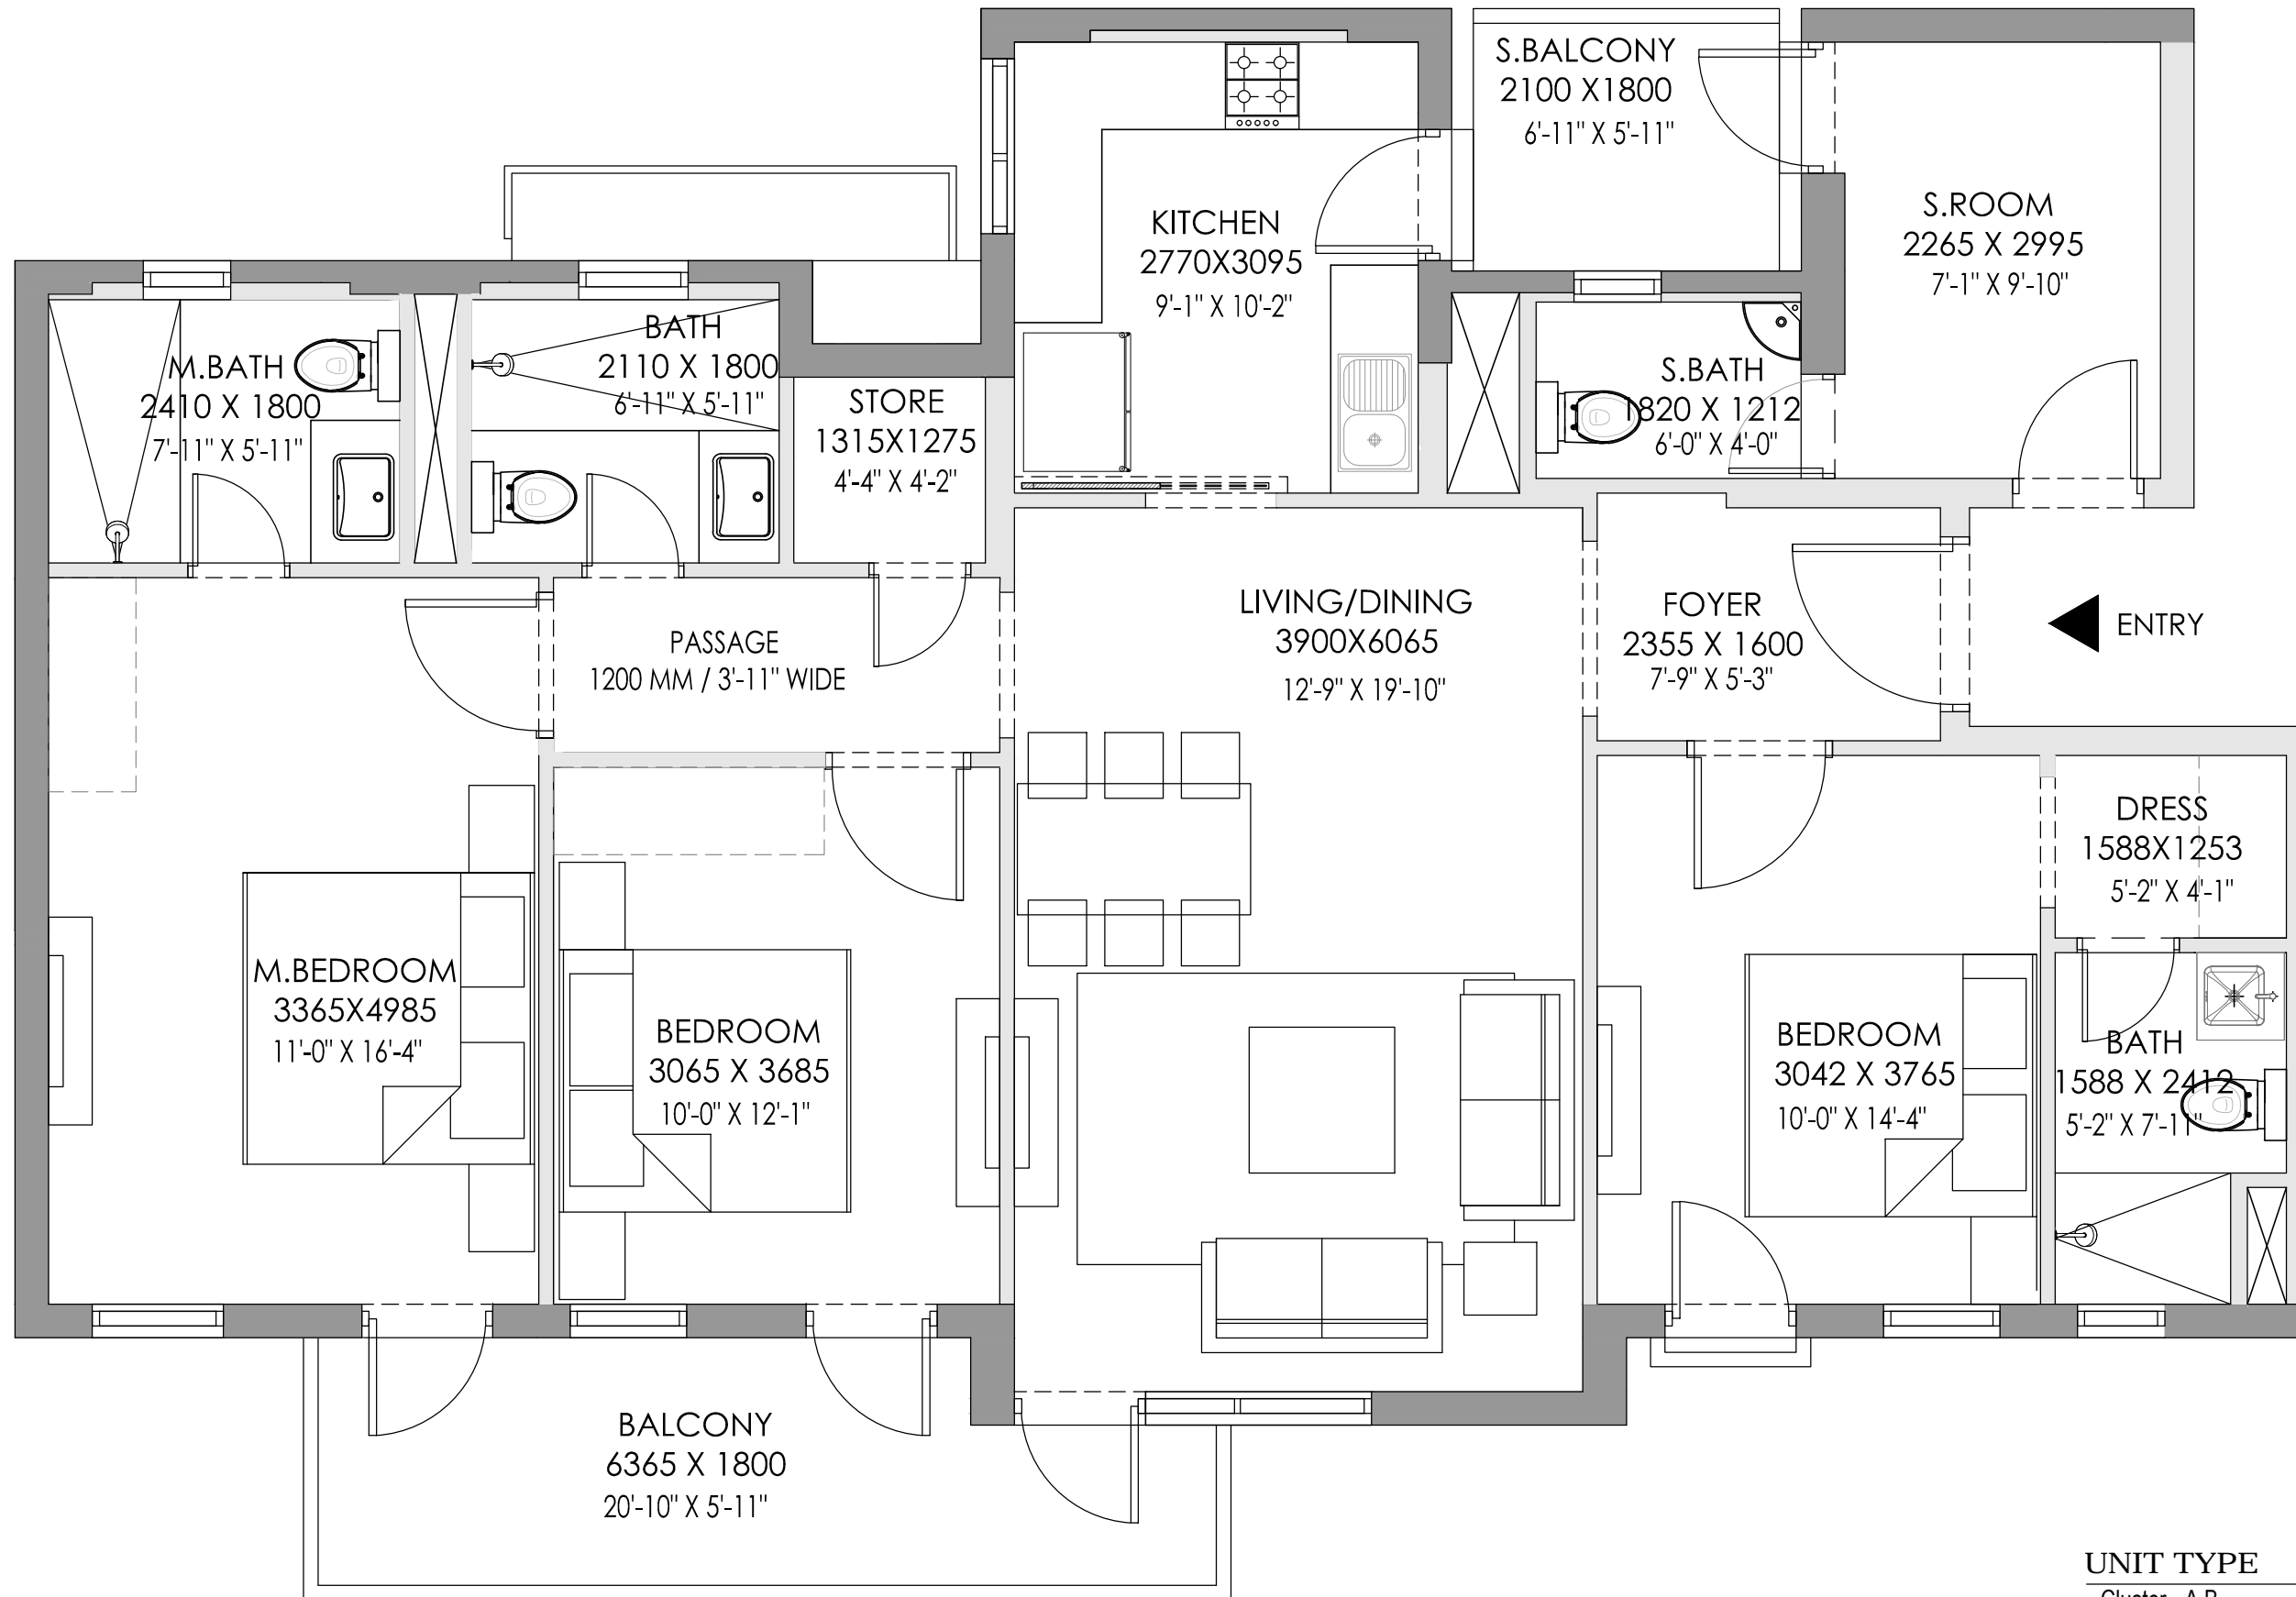 S.BALCONY
2100 X1800
6'-11" X 5'-11"
KITCHEN
2770X3095
9'-1" X 10'-2"
S.ROOM
2265 X 2995
7'-1" X 9'-10"
M.BATH
2410 X 1800
7'-11" X 5'-11"
BATH
2110 X 1800
6'-11" X 5'-11"
STORE
1315X1275
4'-4" X 4'-2"
S.BATH
1820 X 1212
6'-0" X 4'-0"
PASSAGE
1200 MM / 3'-11" WIDE
LIVING/DINING
3900X6065
12'-9" X 19'-10"
FOYER
2355 X 1600
7'-9" X 5'-3"
ENTRY
DRESS
1588X1253
5'-2" X 4'-1"
M.BEDROOM
3365X4985
11'-0" X 16'-4"
BEDROOM
3065 X 3685
10'-0" X 12'-1"
BEDROOM
3042 X 3765
10'-0" X 14'-4"
BATH
1588 X 2412
5'-2" X 7'-11"
BALCONY
6365 X 1800
20'-10" X 5'-11"
UNIT TYPE
Cluster - A,B